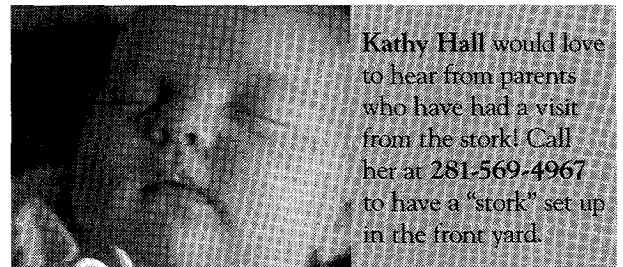 Kathy Hall would love
to hear from parents
who have had a visit
from the stork! Call
her at 281-569-4967
to have a "stork" set up
in the front yard.